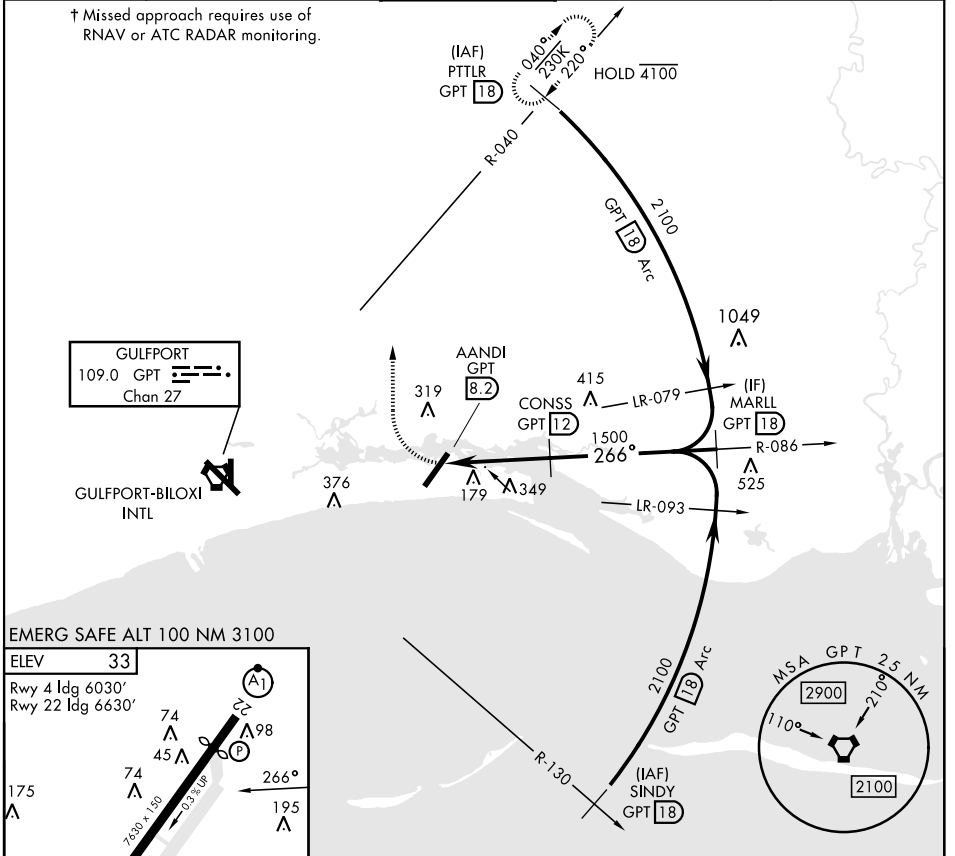 † Missed approach requires use of
RNAV or ATC RADAR monitoring.
(IAF)
PTTLR
GPT 18
040°
230K
220°
HOLD 4100
R-040
2100
GPT 18 Arc
1049
GULFPORT
109.0 GPT
Chan 27
AANDI
GPT
8.2
319
415
LR-079
CONSS
GPT 12
(IF)
MARLL
GPT 18
1500
266°
R-086
525
GULFPORT-BILOXI
INTL
376
179
349
LR-093
EMERG SAFE ALT 100 NM 3100
ELEV 33
Rwy 4 ldg 6030'
Rwy 22 ldg 6630'
A1
22
74
98
45
P
74
266°
175
195
7630 x 150
0.3% UP
2100
GPT 18 Arc
R-130
(IAF)
SINDY
GPT 18
MSA GPT 25 NM
2900
210°
110°
2100